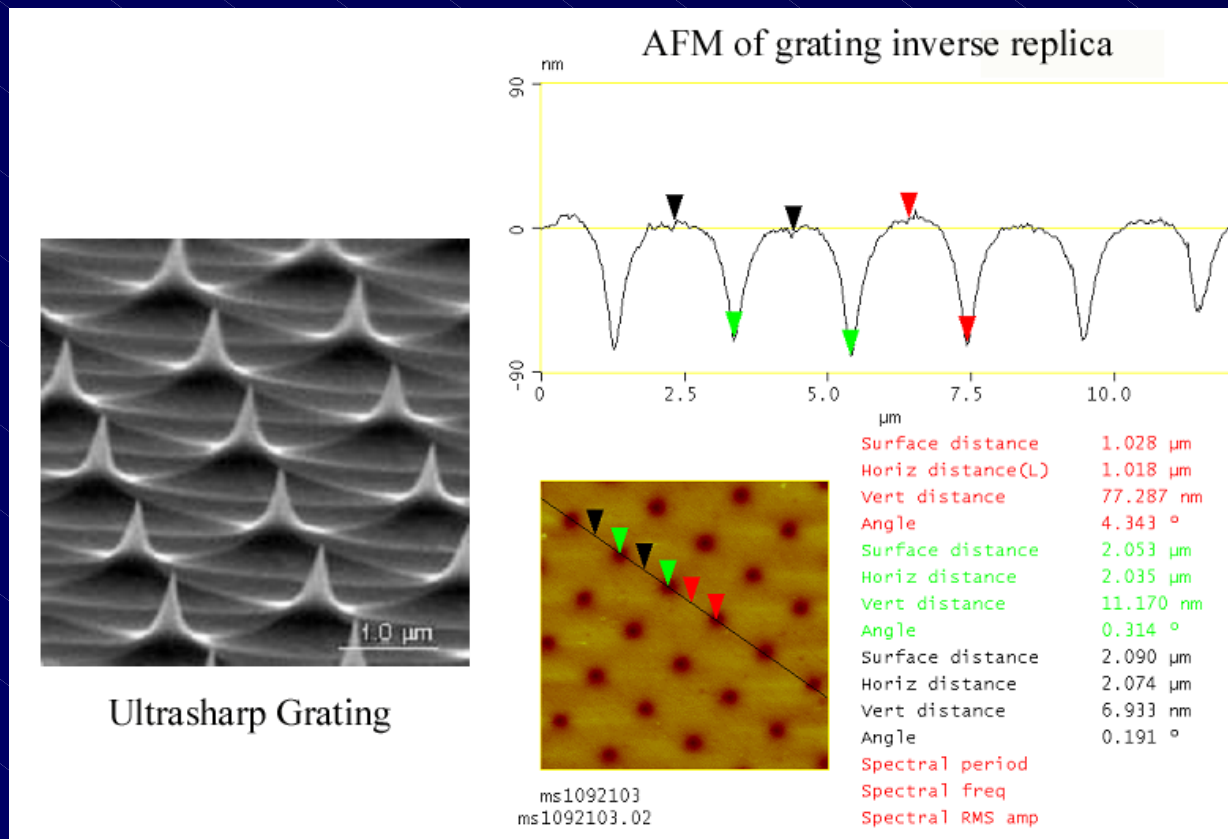 AFM of grating inverse replica
nm
90
0
-90
0 2.5 5.0 7.5 10.0
µm
1.0 µm
Ultrasharp Grating
Surface distance 1.028 µm
Horiz distance(L) 1.018 µm
Vert distance 77.287 nm
Angle 4.343 º
Surface distance 2.053 µm
Horiz distance 2.035 µm
Vert distance 11.170 nm
Angle 0.314 º
Surface distance 2.090 µm
Horiz distance 2.074 µm
Vert distance 6.933 nm
Angle 0.191 º
Spectral period
Spectral freq
Spectral RMS amp
ms1092103
ms1092103.02